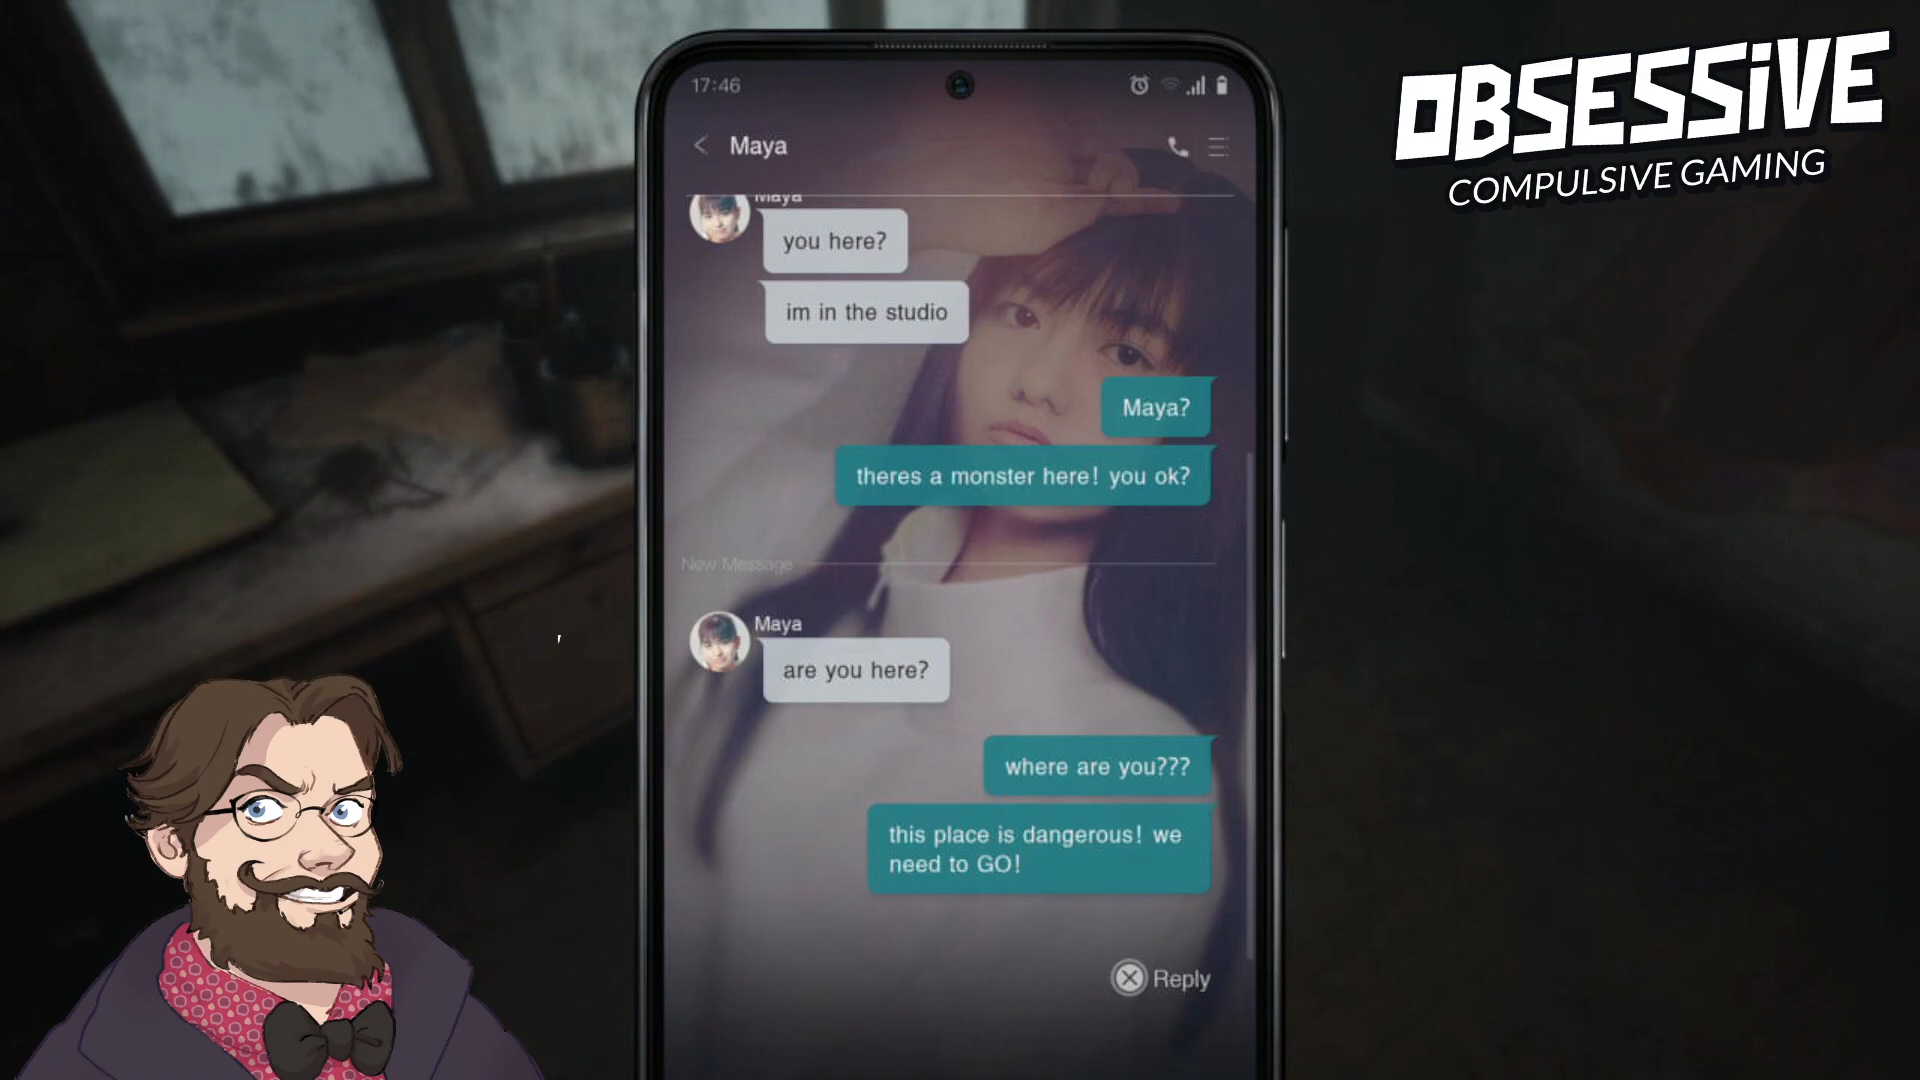 OBSESSIVE
COMPULSIVE GAMING
17:46
Maya
Maya
you here?
im in the studio
Maya?
theres a monster here! you ok?
New Message
Maya
are you here?
where are you???
this place is dangerous! we
need to GO!
Reply